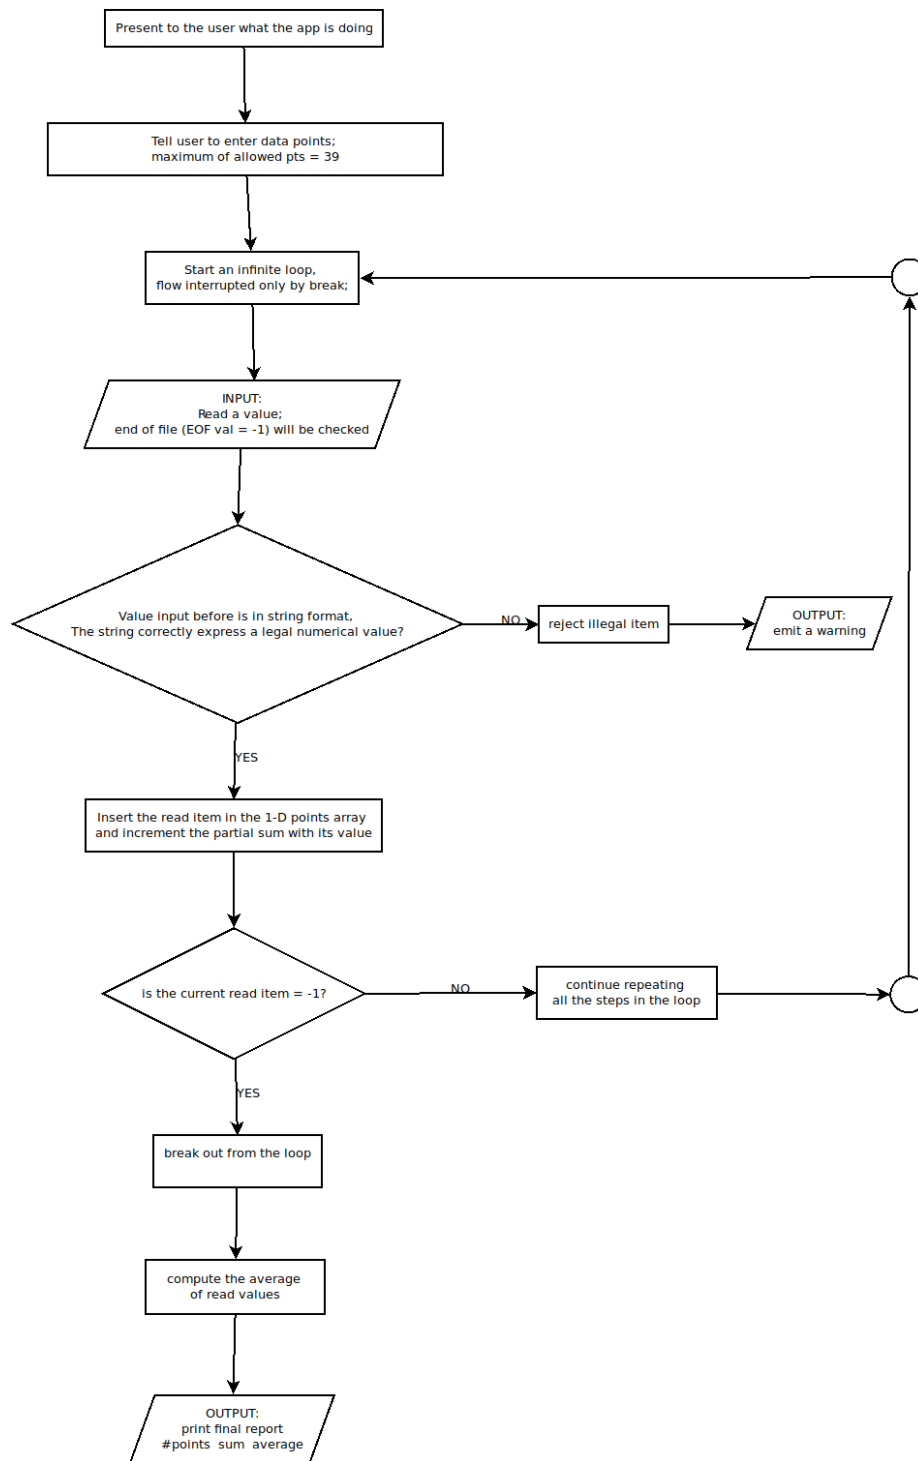 Present to the user what the app is doing
Tell user to enter data points;
maximum of allowed pts = 39
Start an infinite loop,
flow interrupted only by break;
INPUT:
Read a value;
end of file (EOF val = -1) will be checked
Value input before is in string format,
The string correctly express a legal numerical value?
NO
reject illegal item
OUTPUT:
emit a warning
YES
Insert the read item in the 1-D points array
and increment the partial sum with its value
is the current read item = -1?
NO
continue repeating
all the steps in the loop
YES
break out from the loop
compute the average
of read values
OUTPUT:
print final report
#points sum average